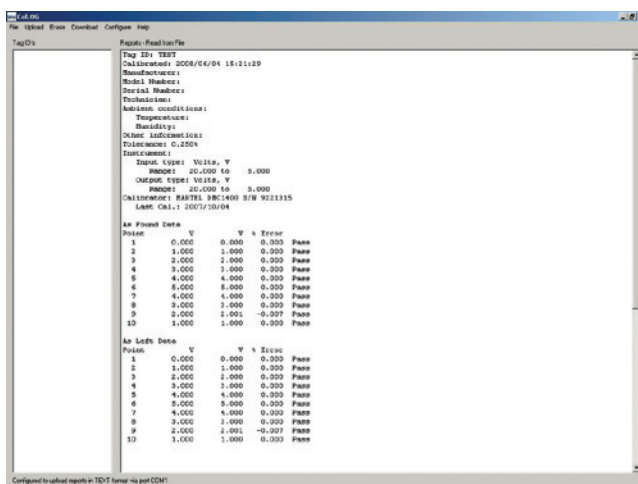 CalLOG
File Upload Erase Download Configure Help
Tag ID's
Reports - Read from File
Tag ID: TEST
Calibrated: 2008/04/04 15:21:29
Manufacturer:
Model Number:
Serial Number:
Technician:
Ambient conditions:
Temperature:
Humidity:
Other information:
Tolerance: 0.250%
Instrument:
Input type: Volts, V
Range: 20.000 to 5.000
Output type: Volts, V
Range: 20.000 to 5.000
Calibrator: MARTEL DMC1400 S/N 9221315
Last Cal.: 2007/10/04
As Found Data
Point V V % Error
1 0.000 0.000 0.000 Pass
2 1.000 1.000 0.000 Pass
3 2.000 2.000 0.000 Pass
4 3.000 3.000 0.000 Pass
5 4.000 4.000 0.000 Pass
6 5.000 5.000 0.000 Pass
7 4.000 4.000 0.000 Pass
8 3.000 3.000 0.000 Pass
9 2.000 2.001 -0.007 Pass
10 1.000 1.000 0.000 Pass
As Left Data
Point V V % Error
1 0.000 0.000 0.000 Pass
2 1.000 1.000 0.000 Pass
3 2.000 2.000 0.000 Pass
4 3.000 3.000 0.000 Pass
5 4.000 4.000 0.000 Pass
6 5.000 5.000 0.000 Pass
7 4.000 4.000 0.000 Pass
8 3.000 3.000 0.000 Pass
9 2.000 2.001 -0.007 Pass
10 1.000 1.000 0.000 Pass
Configured to upload reports in TEXT format via port COM1